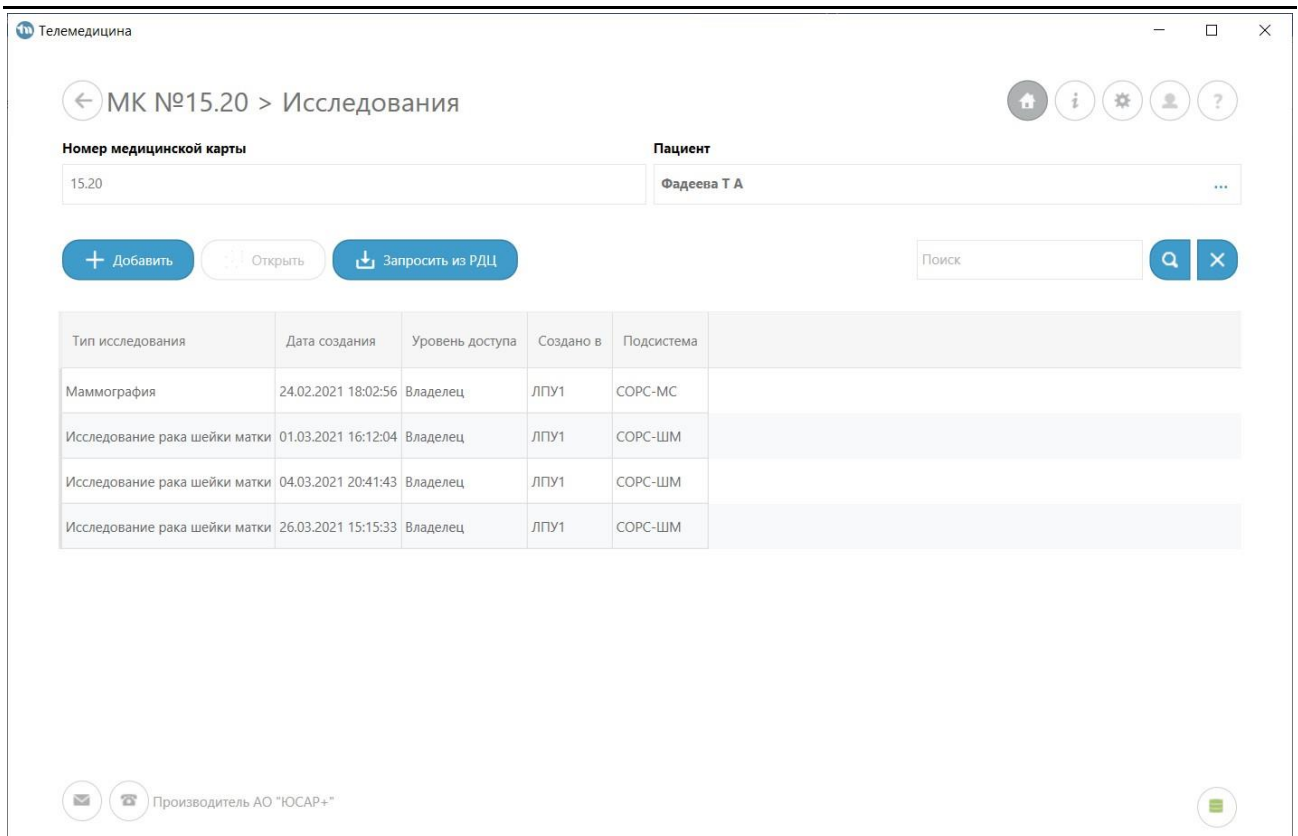 Телемедицина
МК №15.20 > Исследования
Номер медицинской карты
Пациент
15.20
Фадеева Т А
...
Добавить
Открыть
Запросить из РДЦ
Поиск
Тип исследования Дата создания Уровень доступа Создано в Подсистема
Маммография 24.02.2021 18:02:56 Владелец ЛПУ1 СОРС-МС
Исследование рака шейки матки 01.03.2021 16:12:04 Владелец ЛПУ1 СОРС-ШМ
Исследование рака шейки матки 04.03.2021 20:41:43 Владелец ЛПУ1 СОРС-ШМ
Исследование рака шейки матки 26.03.2021 15:15:33 Владелец ЛПУ1 СОРС-ШМ
Производитель АО "ЮСАР+"